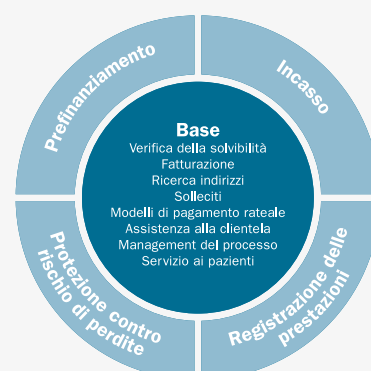 Prefinanziamento
Incasso
Base
Verifica della solvibilità
Fatturazione
Ricerca indirizzi
Solleciti
Modelli di pagamento rateale
Assistenza alla clientela
Management del processo
Servizio ai pazienti
Protezione contro
rischio di perdite
Registrazione delle
prestazioni